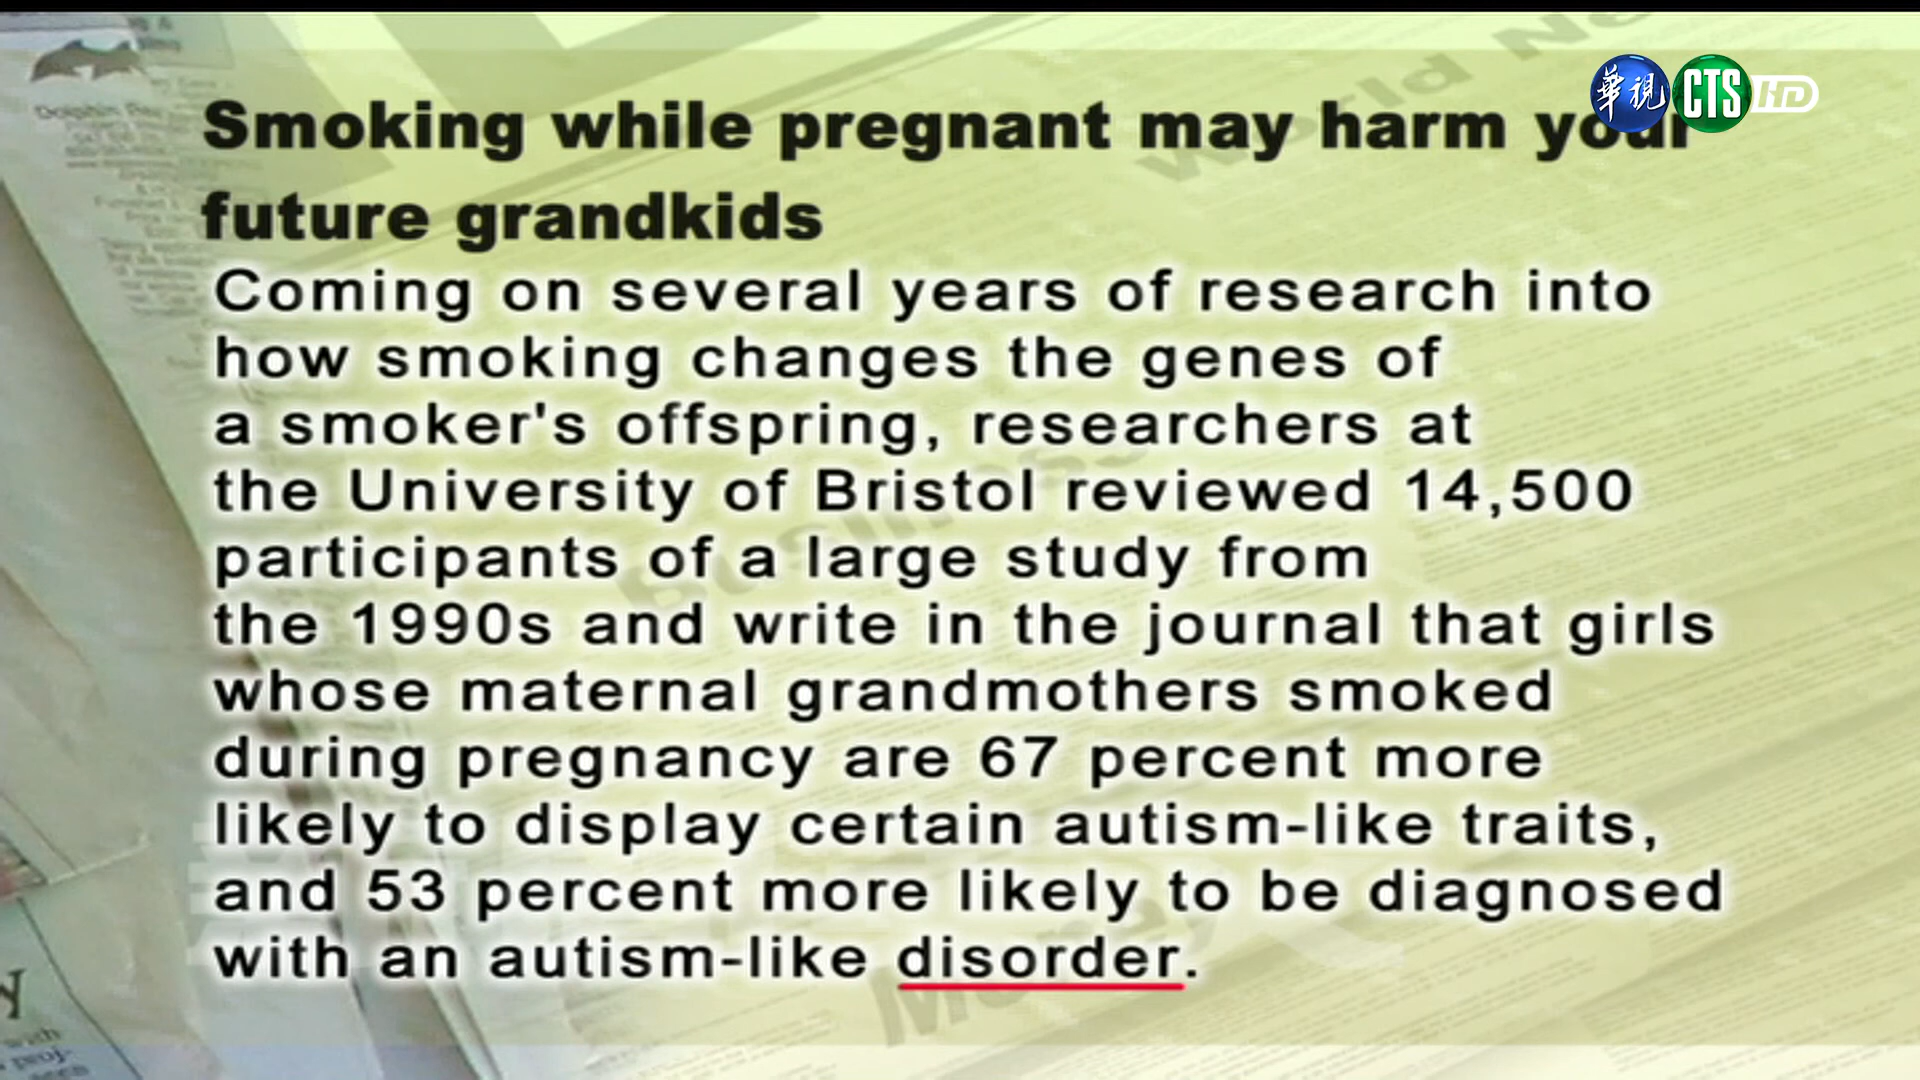 華視 CTS HD
Smoking while pregnant may harm your
future grandkids
Coming on several years of research into
how smoking changes the genes of
a smoker's offspring, researchers at
the University of Bristol reviewed 14,500
participants of a large study from
the 1990s and write in the journal that girls
whose maternal grandmothers smoked
during pregnancy are 67 percent more
likely to display certain autism-like traits,
and 53 percent more likely to be diagnosed
with an autism-like disorder.
World
Business
Money